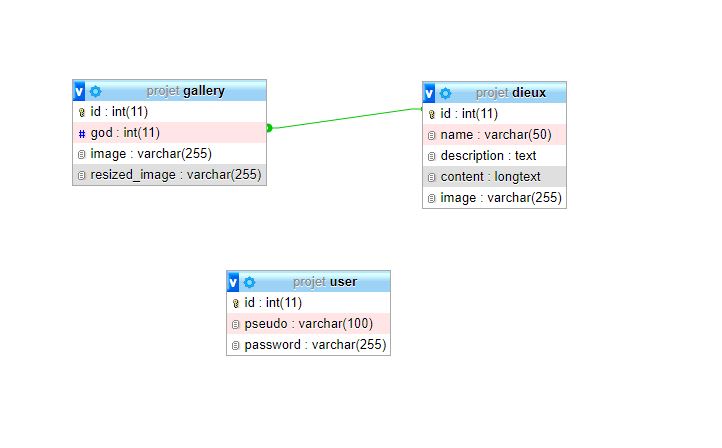 v projet gallery
id : int(11)
# god : int(11)
image : varchar(255)
resized_image : varchar(255)
v projet dieux
id : int(11)
name : varchar(50)
description : text
content : longtext
image : varchar(255)
v projet user
id : int(11)
pseudo : varchar(100)
password : varchar(255)